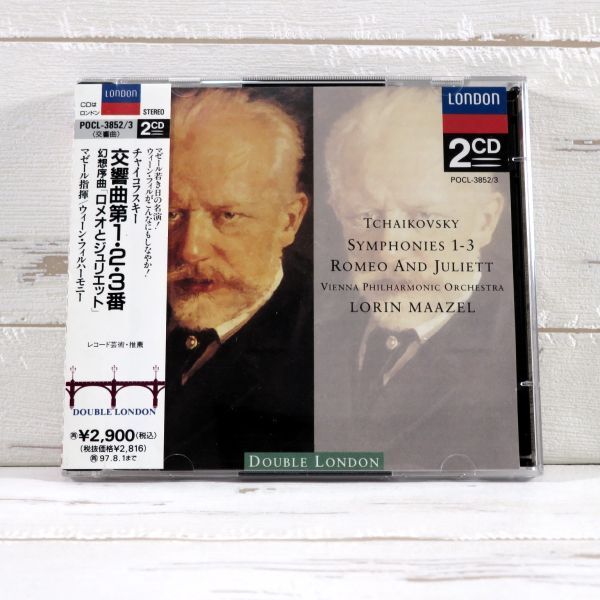 LONDON
CDは
ロンドン
STEREO
POCL-3852/3
(交響曲)
2CD
マゼール若き日の名演!
ウィーン・フィルがこんなにもしなやか!
チャイコフスキー
交響曲第1・2・3番
幻想序曲「ロメオとジュリエット」
マゼール指揮/ウィーン・フィルハーモニー
レコード芸術・推薦
DOUBLE LONDON
¥2,900(税込)
(税抜価格¥2,816)
97.8.1まで
LONDON
2CD
POCL-3852/3
TCHAIKOVSKY
SYMPHONIES 1-3
ROMEO AND JULIETT
VIENNA PHILHARMONIC ORCHESTRA
LORIN MAAZEL
DOUBLE LONDON